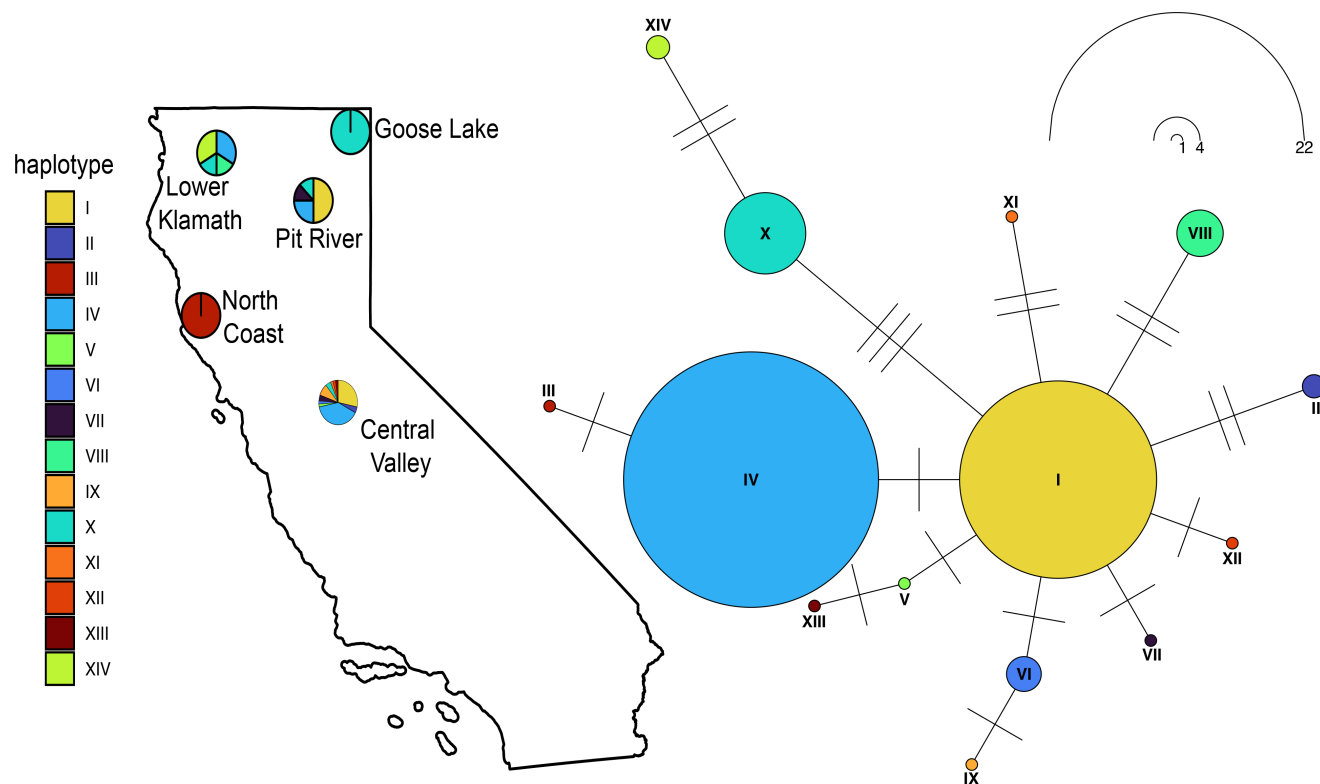 haplotype
I
II
III
IV
V
VI
VII
VIII
IX
X
XI
XII
XIII
XIV
Goose Lake
Lower
Klamath
Pit River
North
Coast
Central
Valley
XIV
X
XI
VIII
III
IV
I
II
XII
V
XIII
VII
VI
IX
1 4 22